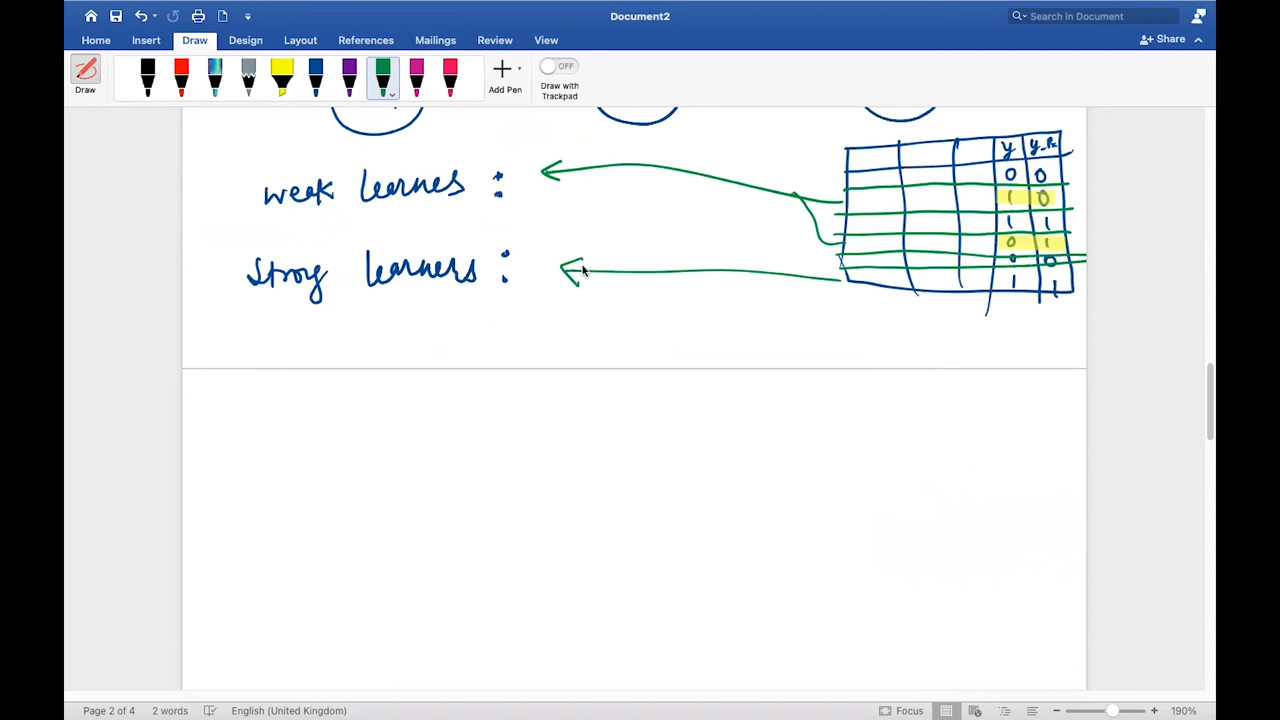 Document2
Search in Document
Home Insert Draw Design Layout References Mailings Review View
Share
OFF
Draw
Add Pen
Draw with
Trackpad
y y_Pr
0 0
weak learnes :
1 0
1 1
0 1
strog learners :
0 0
1 1
Page 2 of 4 2 words English (United Kingdom) Focus 190%